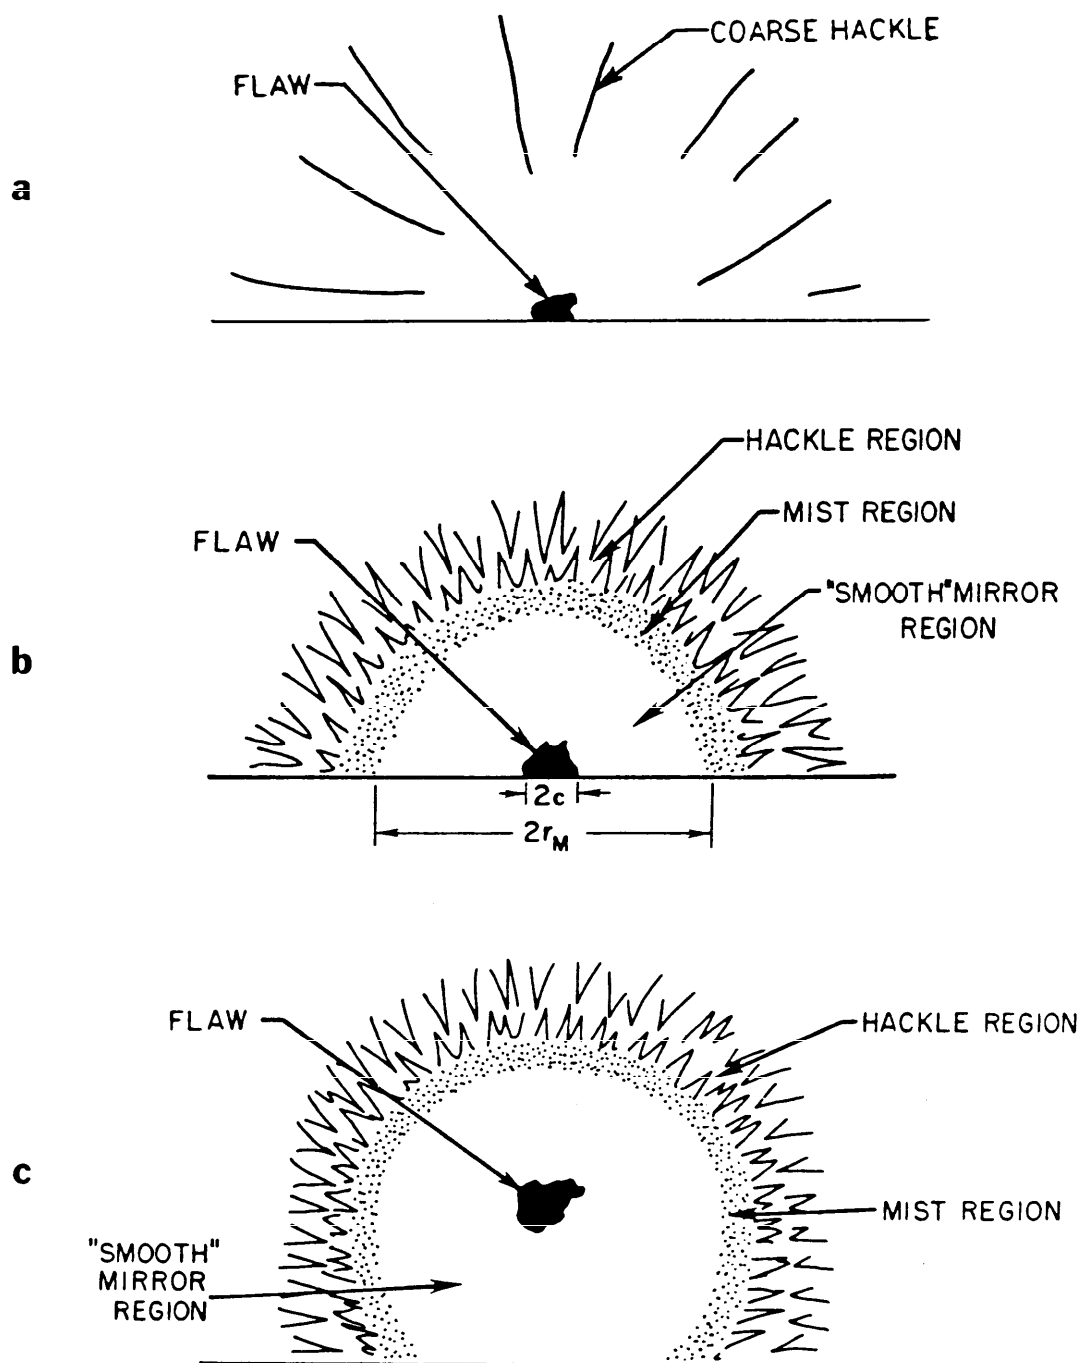 COARSE HACKLE
FLAW
a
HACKLE REGION
MIST REGION
FLAW
"SMOOTH" MIRROR
REGION
b
2c
2rM
FLAW
HACKLE REGION
c
MIST REGION
"SMOOTH"
MIRROR
REGION